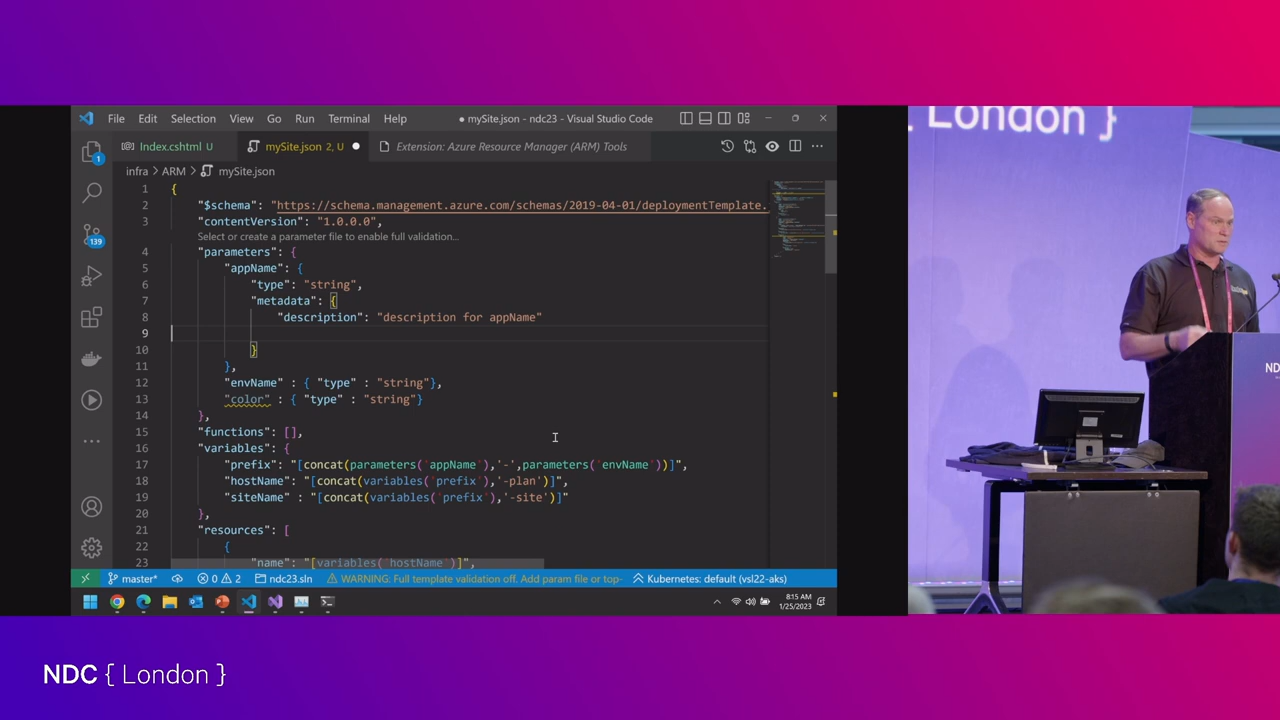 File Edit Selection View Go Run Terminal Help
● mySite.json - ndc23 - Visual Studio Code
Index.cshtml U
mySite.json 2, U
Extension: Azure Resource Manager (ARM) Tools
infra > ARM > mySite.json
1 {
2 "$schema": "https://schema.management.azure.com/schemas/2019-04-01/deploymentTemplate.
3 "contentVersion": "1.0.0.0",
Select or create a parameter file to enable full validation...
4 "parameters": {
5 "appName": {
6 "type": "string",
7 "metadata": {
8 "description": "description for appName"
9
10 }
11 },
12 "envName" : { "type" : "string"},
13 "color" : { "type" : "string"}
14 },
15 "functions": [],
16 "variables": {
17 "prefix": "[concat(parameters('appName'),'-',parameters('envName'))]",
18 "hostName": "[concat(variables('prefix'),'-plan')]",
19 "siteName" : "[concat(variables('prefix'),'-site')]"
20 },
21 "resources": [
22 {
23 "name": "[variables('hostName')]",
1
139
master* 0 2 ndc23.sln WARNING: Full template validation off. Add param file or top- Kubernetes: default (vsl22-aks)
8:15 AM
1/25/2023
{ London }
ND
NDC { London }